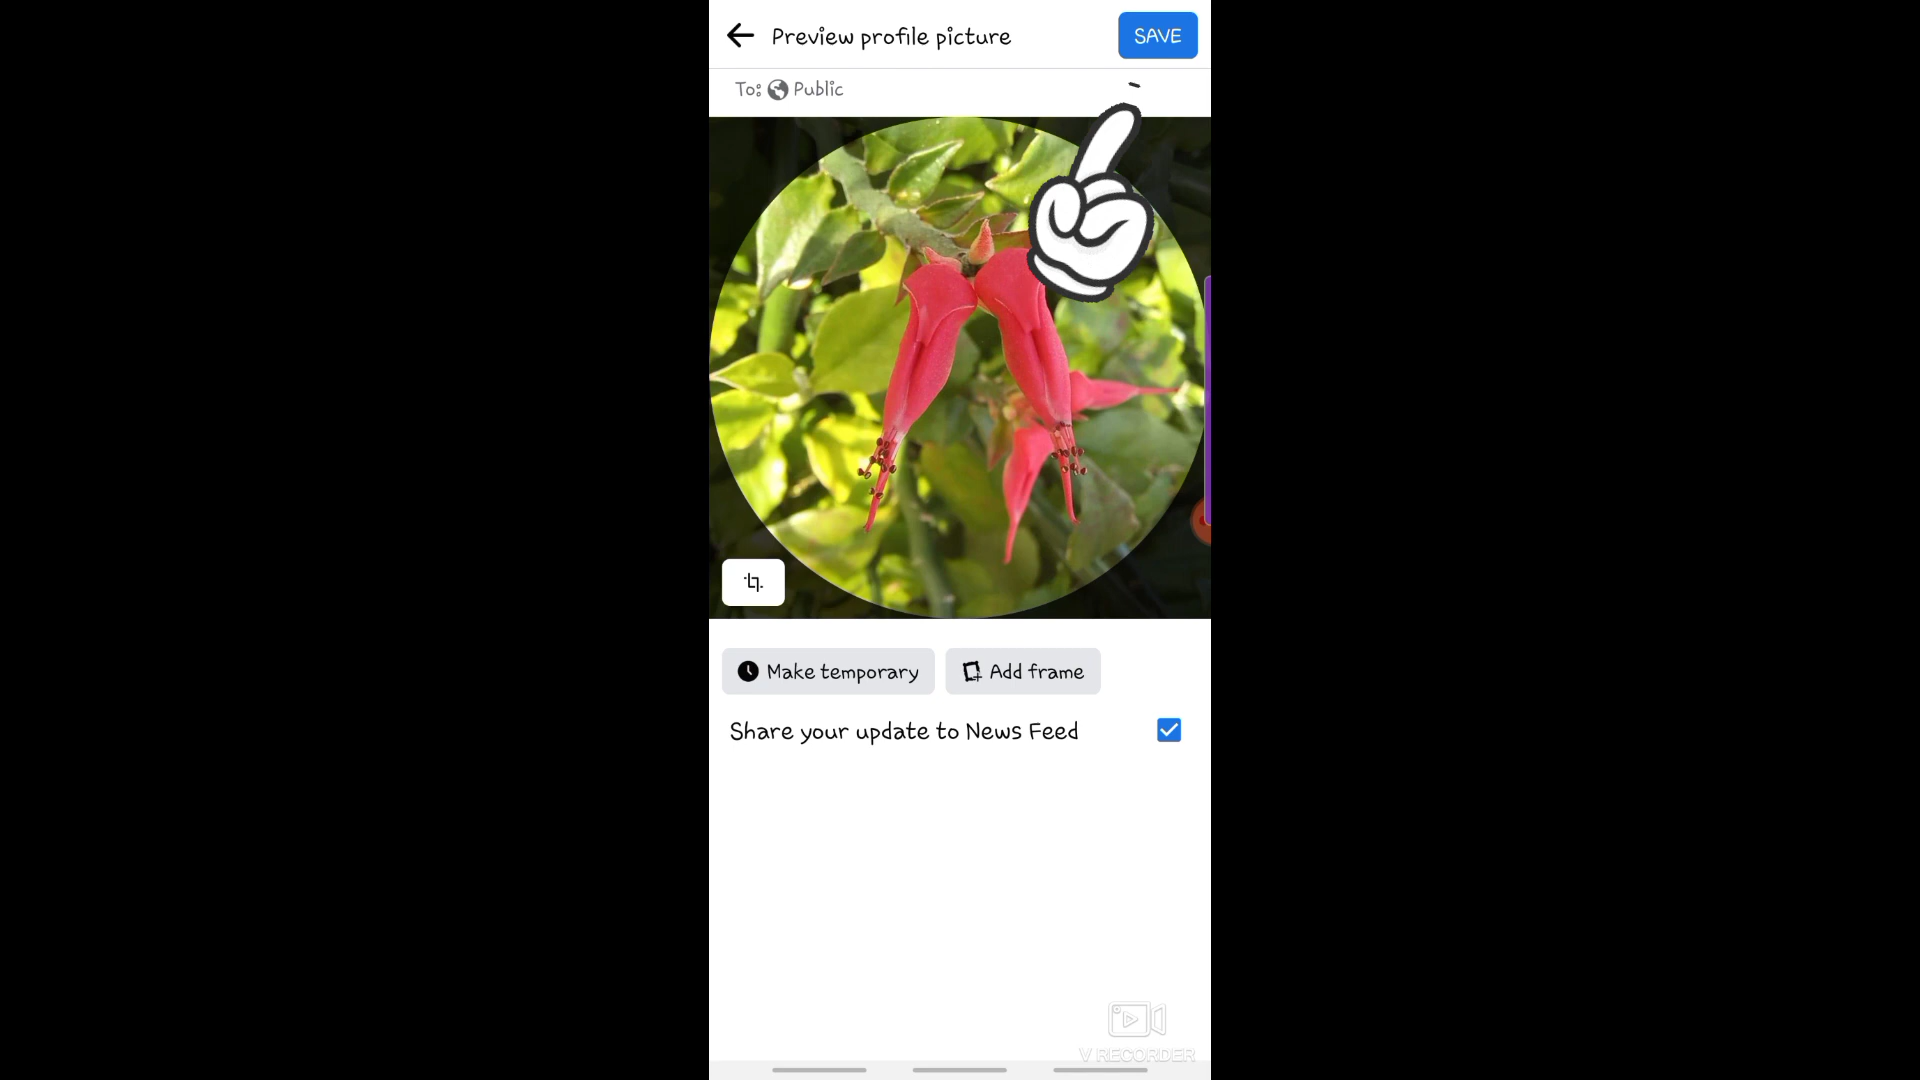 Preview profile picture
SAVE
To: Public
Make temporary
Add frame
Share your update to News Feed
V RECORDER